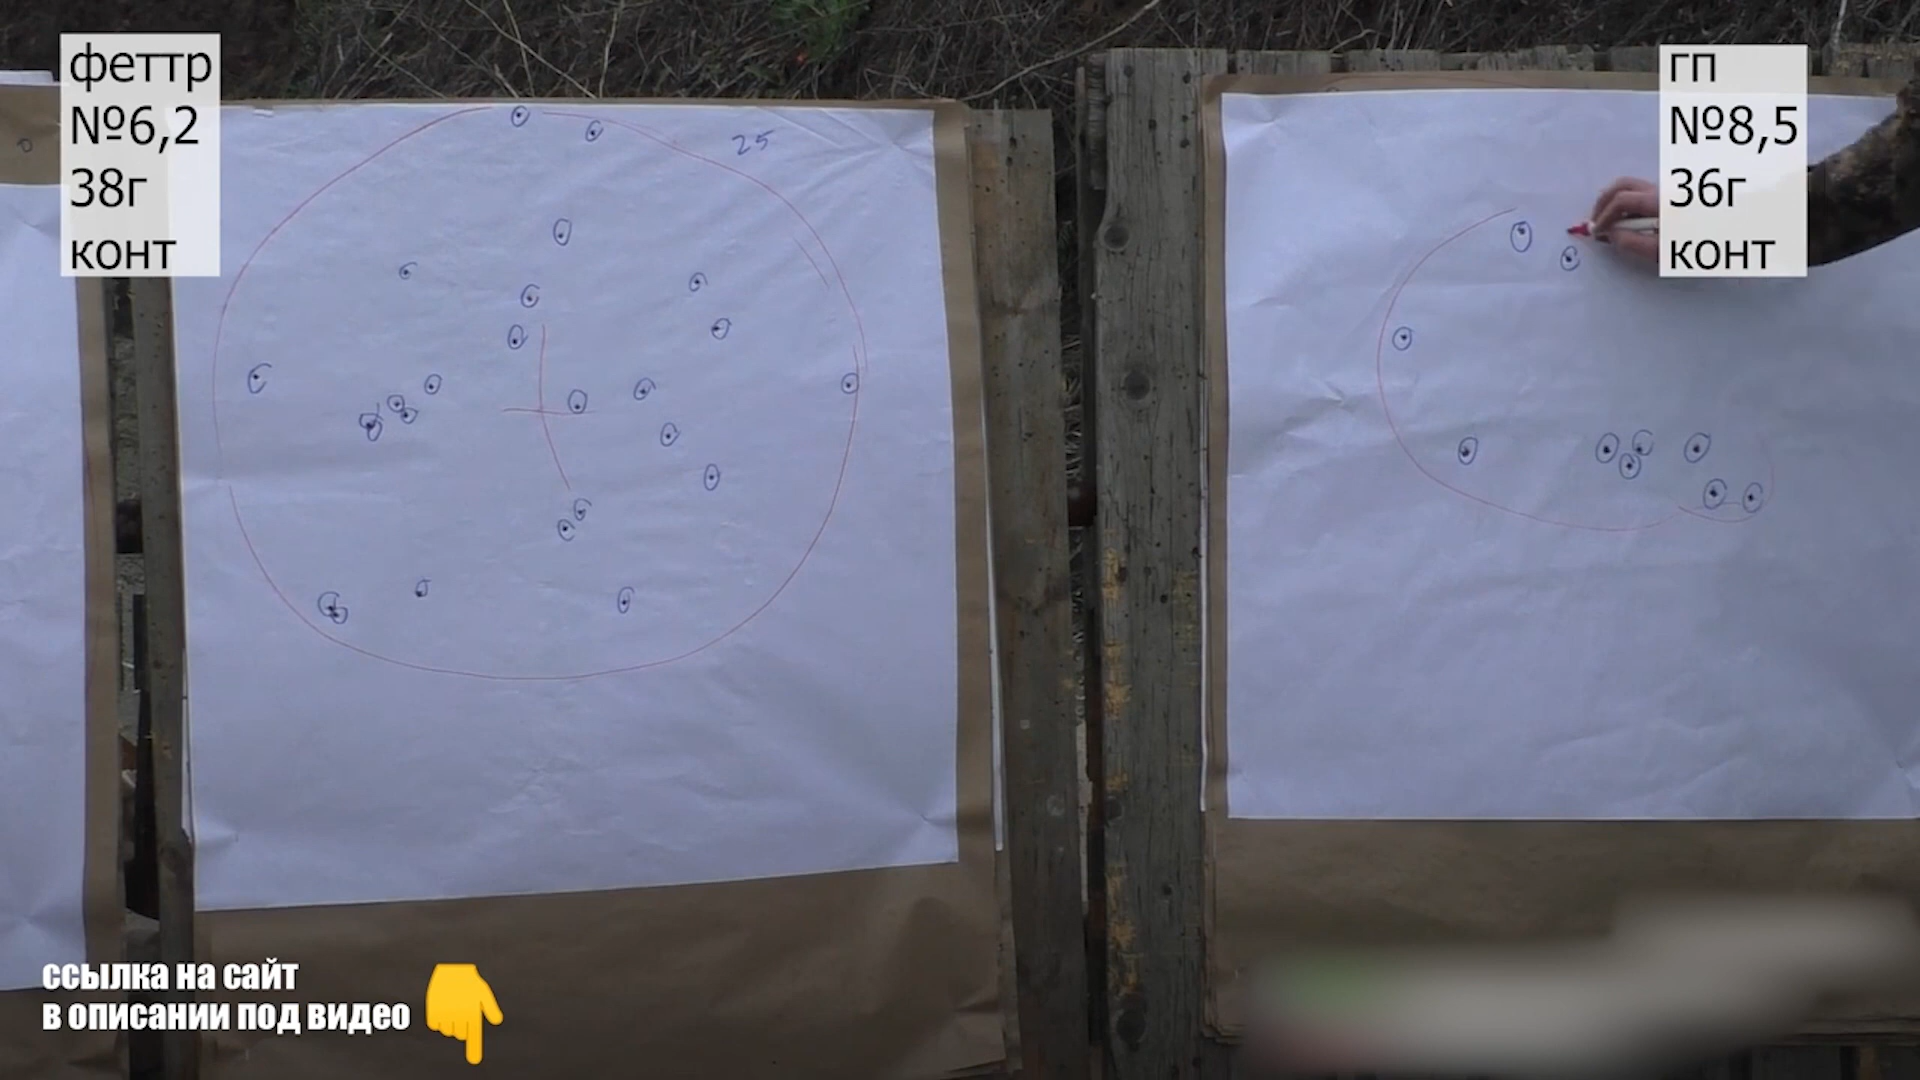 феттр
№6,2
38г
конт
25
гп
№8,5
36г
конт
ссылка на сайт
в описании под видео